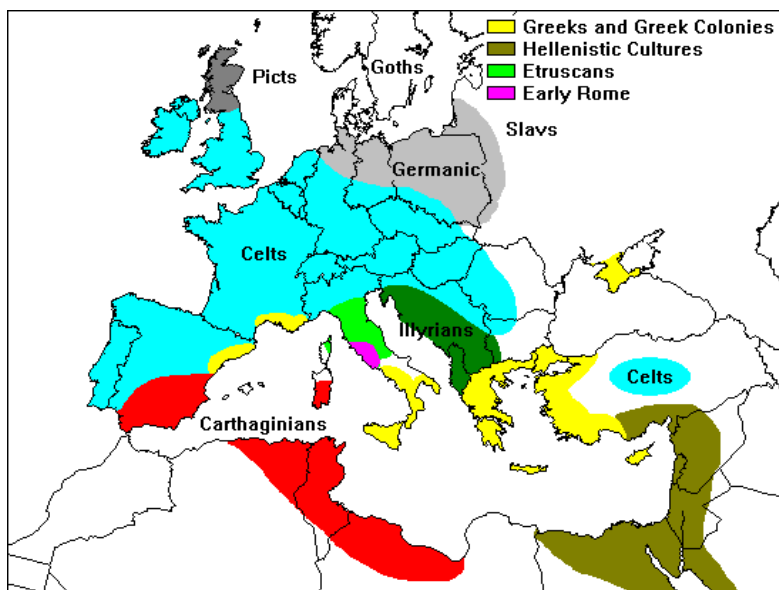 Greeks and Greek Colonies
Hellenistic Cultures
Etruscans
Early Rome
Picts
Goths
Slavs
Germanic
Celts
Illyrians
Celts
Carthaginians